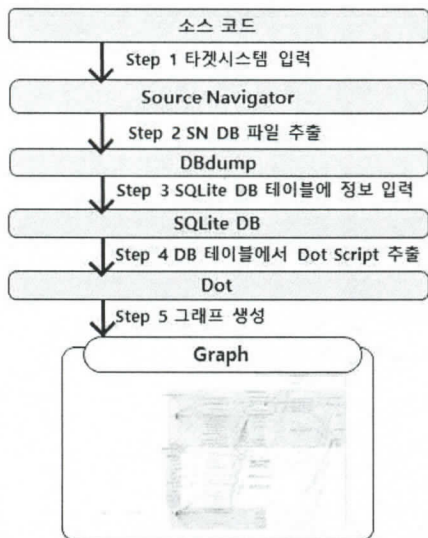 소스 코드
Step 1 타겟시스템 입력
Source Navigator
Step 2 SN DB 파일 추출
DBdump
Step 3 SQLite DB 테이블에 정보 입력
SQLite DB
Step 4 DB 테이블에서 Dot Script 추출
Dot
Step 5 그래프 생성
Graph